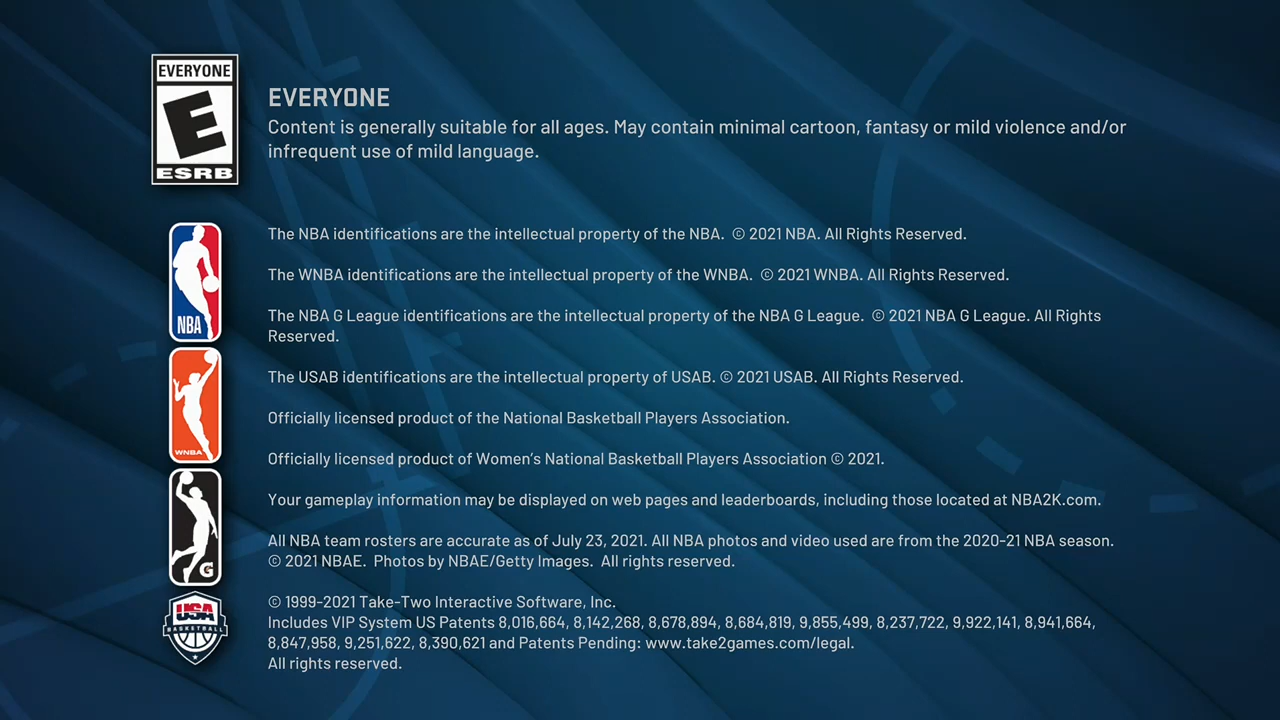 EVERYONE
E
ESRB
EVERYONE
Content is generally suitable for all ages. May contain minimal cartoon, fantasy or mild violence and/or
infrequent use of mild language.
The NBA identifications are the intellectual property of the NBA.  © 2021 NBA. All Rights Reserved.
The WNBA identifications are the intellectual property of the WNBA.  © 2021 WNBA. All Rights Reserved.
The NBA G League identifications are the intellectual property of the NBA G League.  © 2021 NBA G League. All Rights
Reserved.
NBA
The USAB identifications are the intellectual property of USAB. © 2021 USAB. All Rights Reserved.
Officially licensed product of the National Basketball Players Association.
WNBA
Officially licensed product of Women's National Basketball Players Association © 2021.
Your gameplay information may be displayed on web pages and leaderboards, including those located at NBA2K.com.
All NBA team rosters are accurate as of July 23, 2021. All NBA photos and video used are from the 2020-21 NBA season.
© 2021 NBAE.  Photos by NBAE/Getty Images.  All rights reserved.
G
© 1999-2021 Take-Two Interactive Software, Inc.
Includes VIP System US Patents 8,016,664, 8,142,268, 8,678,894, 8,684,819, 9,855,499, 8,237,722, 9,922,141, 8,941,664,
8,847,958, 9,251,622, 8,390,621 and Patents Pending: www.take2games.com/legal.
All rights reserved.
USA
BASKETBALL